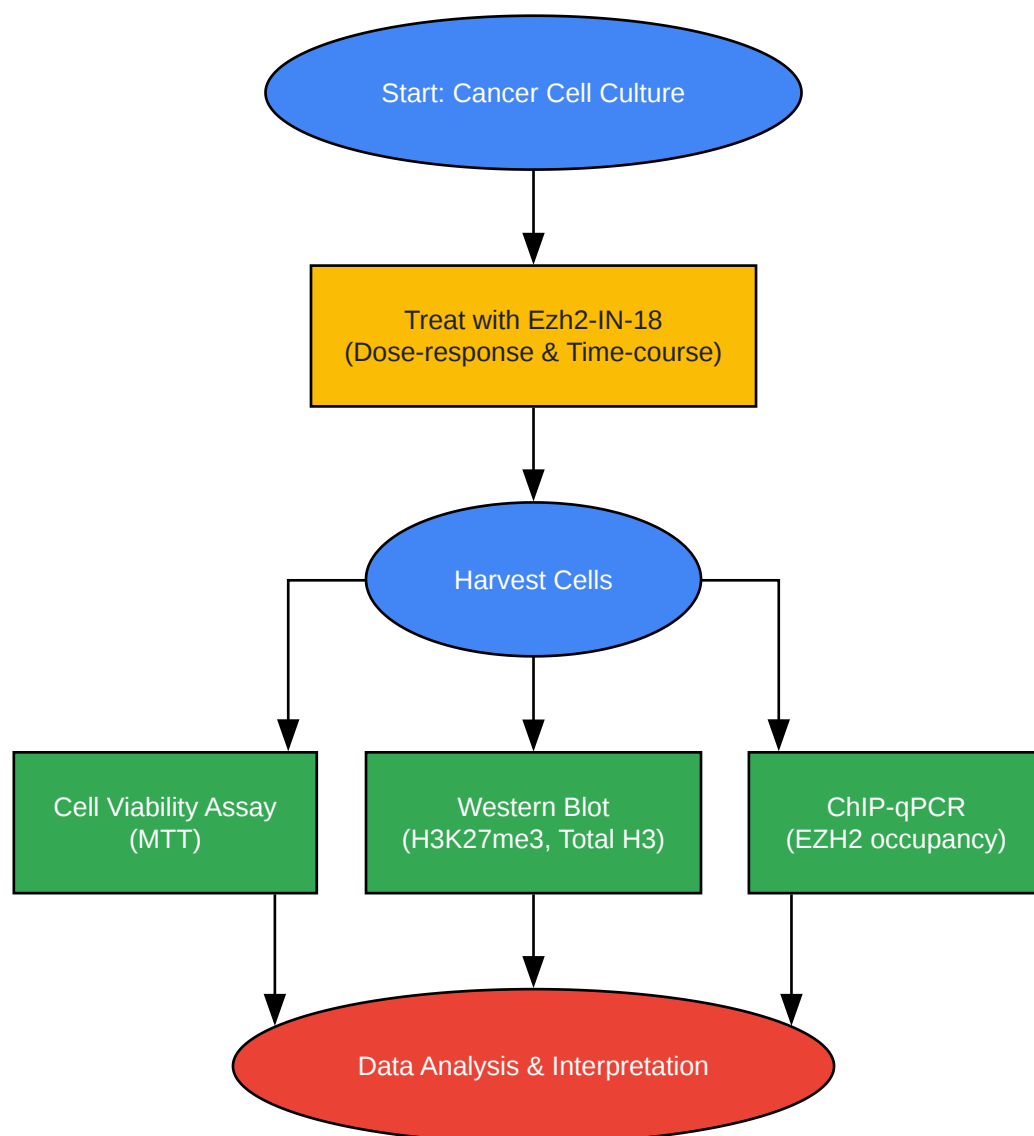 Start: Cancer Cell Culture
Treat with Ezh2-IN-18
(Dose-response & Time-course)
Harvest Cells
Cell Viability Assay
(MTT)
Western Blot
(H3K27me3, Total H3)
ChIP-qPCR
(EZH2 occupancy)
Data Analysis & Interpretation